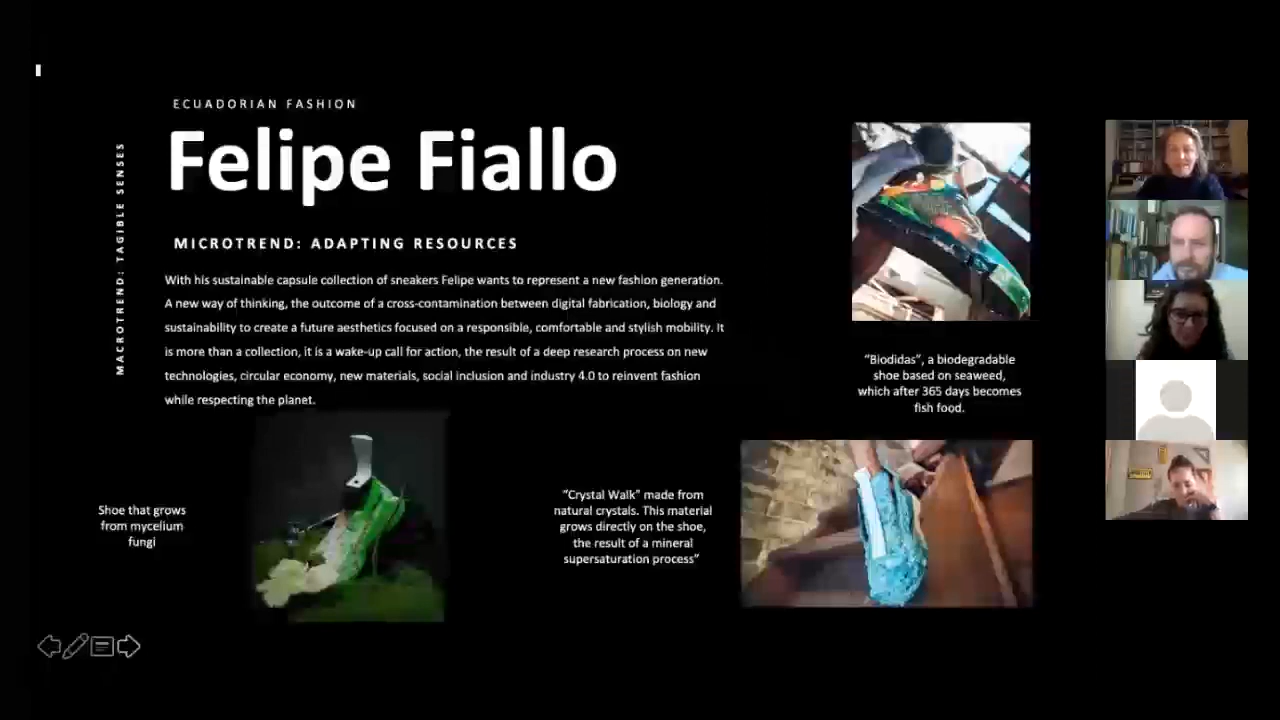 ECUADORIAN FASHION
Felipe Fiallo
MACROTREND: TAGIBLE SENSES
MICROTREND: ADAPTING RESOURCES
With his sustainable capsule collection of sneakers Felipe wants to represent a new fashion generation.
A new way of thinking, the outcome of a cross-contamination between digital fabrication, biology and
sustainability to create a future aesthetics focused on a responsible, comfortable and stylish mobility. It
is more than a collection, it is a wake-up call for action, the result of a deep research process on new
technologies, circular economy, new materials, social inclusion and industry 4.0 to reinvent fashion
while respecting the planet.
“Biodidas”, a biodegradable
shoe based on seaweed,
which after 365 days becomes
fish food.
Shoe that grows
from mycelium
fungi
“Crystal Walk” made from
natural crystals. This material
grows directly on the shoe,
the result of a mineral
supersaturation process”